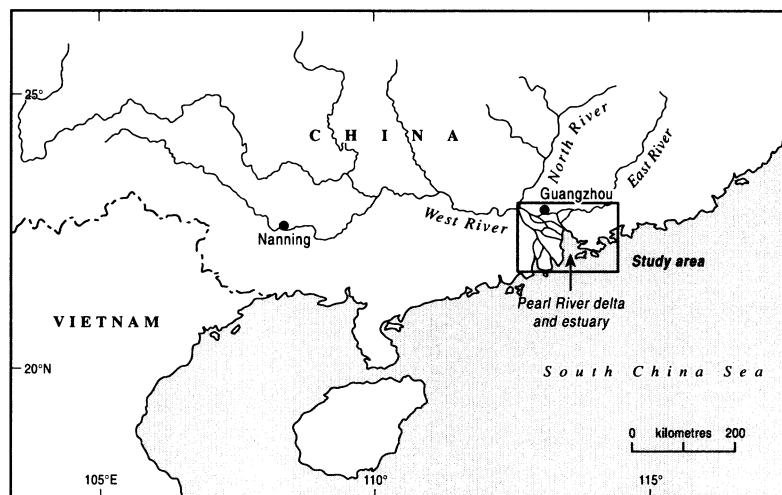 25°
C H I N A
North River
East River
Guangzhou
West River
Nanning
Study area
Pearl River delta
and estuary
VIETNAM
20°N
South China Sea
0 kilometres 200
105°E
110°
115°